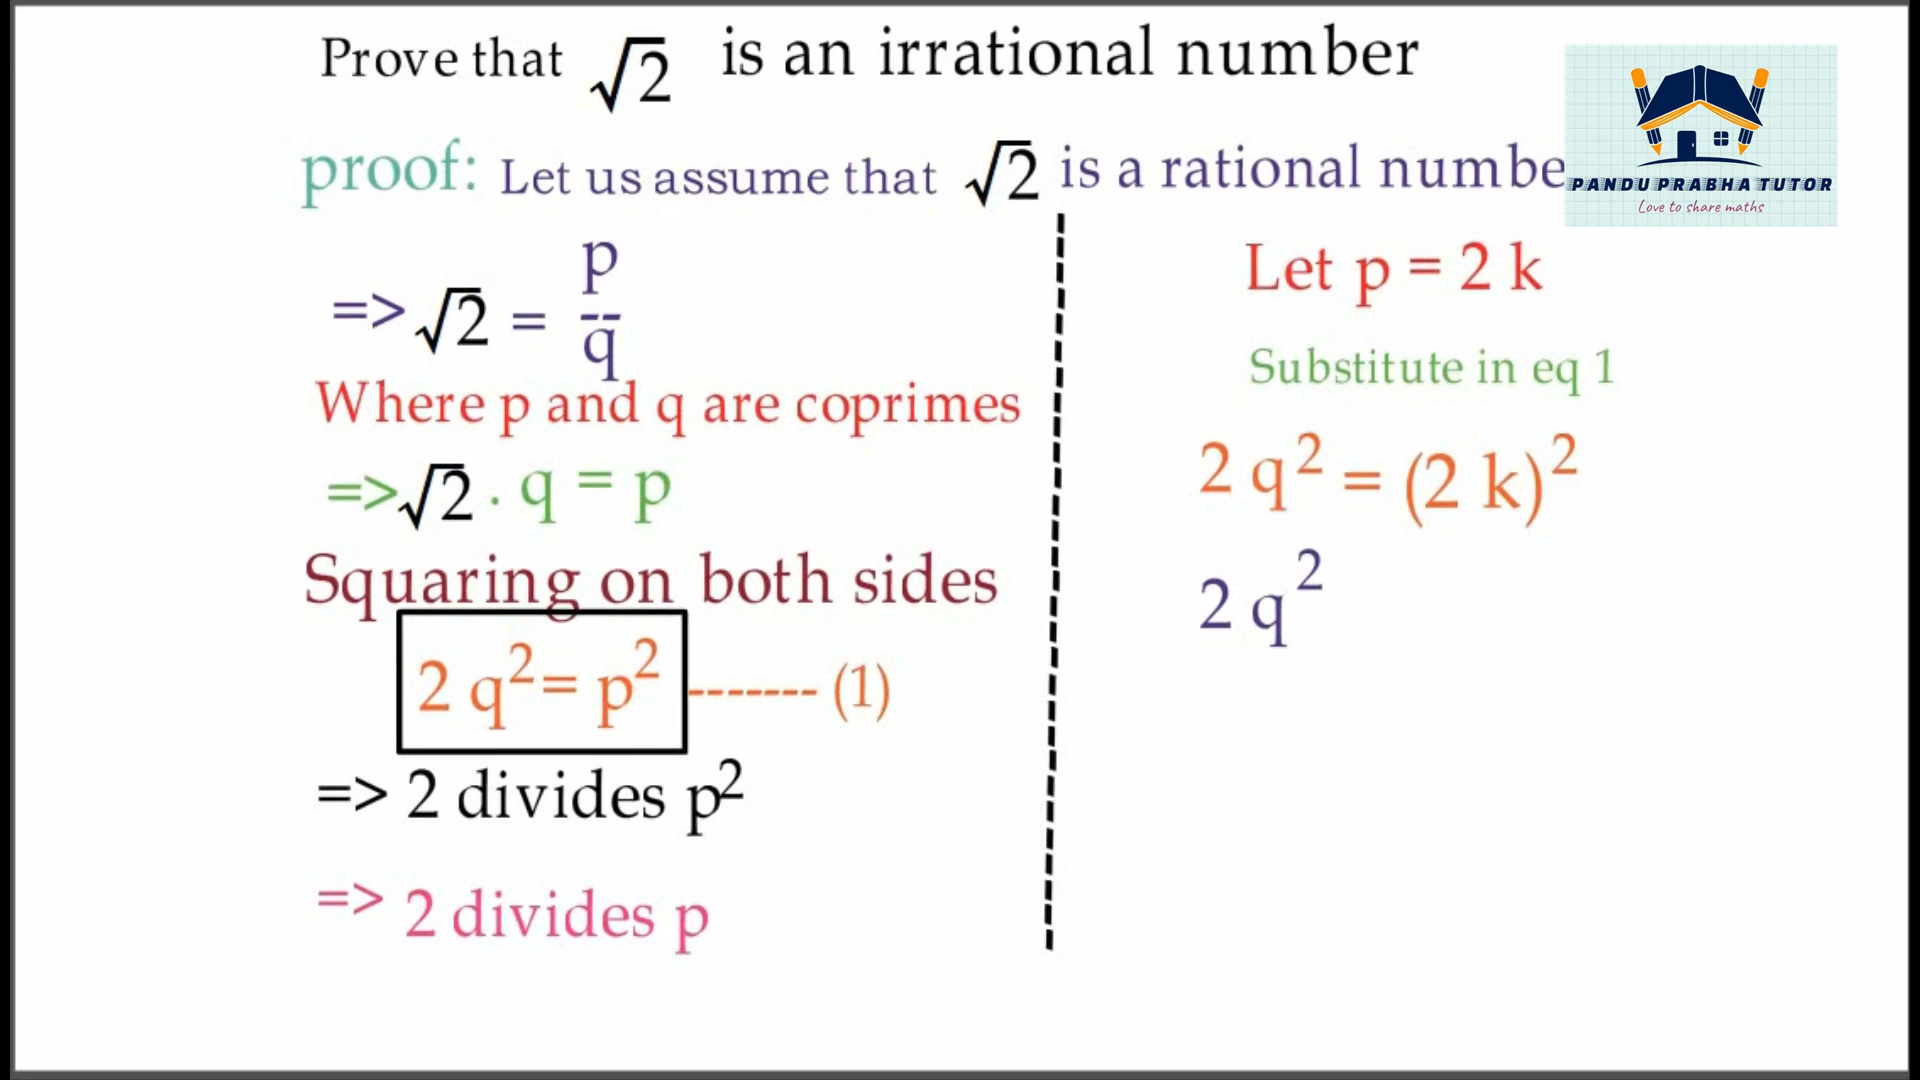 Prove that √2 is an irrational number
proof: Let us assume that √2 is a rational numbe
PANDU PRABHA TUTOR
Love to share maths
=> √2 = p/q
Where p and q are coprimes
=> √2 . q = p
Squaring on both sides
2 q² = p² ------- (1)
=> 2 divides p²
=> 2 divides p
Let p = 2 k
Substitute in eq 1
2 q² = (2 k)²
2 q²